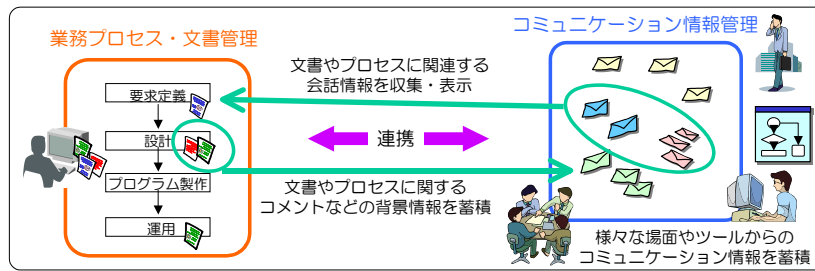 業務プロセス・文書管理
コミュニケーション情報管理
文書やプロセスに関連する
会話情報を収集・表示
要求定義
設計
連携
プログラム製作
文書やプロセスに関する
コメントなどの背景情報を蓄積
運用
様々な場面やツールからの
コミュニケーション情報を蓄積